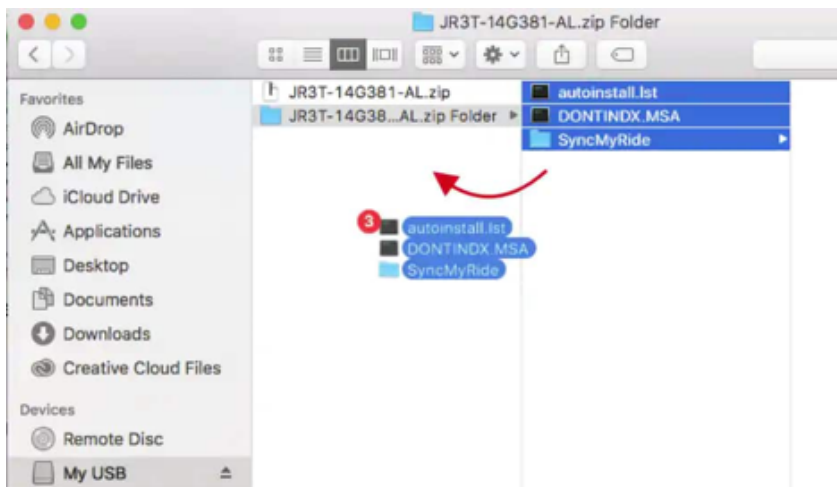 JR3T-14G381-AL.zip Folder
Favorites
AirDrop
All My Files
iCloud Drive
Applications
Desktop
Documents
Downloads
Creative Cloud Files
Devices
Remote Disc
My USB
JR3T-14G381-AL.zip
JR3T-14G38...AL.zip Folder
autoinstall.lst
DONTINDX.MSA
SyncMyRide
3
autoinstall.lst
DONTINDX.MSA
SyncMyRide